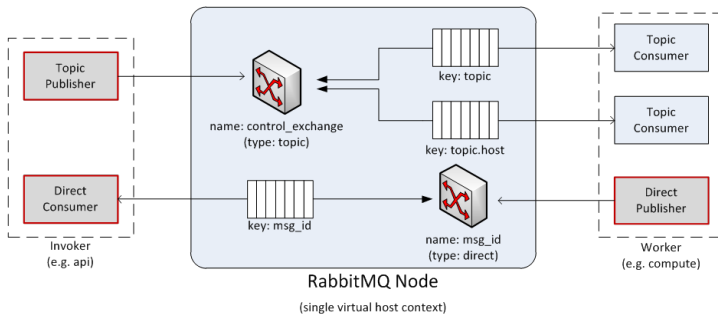 Topic
Publisher
name: control_exchange
(type: topic)
key: topic
Topic
Consumer
key: topic.host
Topic
Consumer
Direct
Consumer
key: msg_id
name: msg_id
(type: direct)
Direct
Publisher
Invoker
(e.g. api)
Worker
(e.g. compute)
RabbitMQ Node
(single virtual host context)